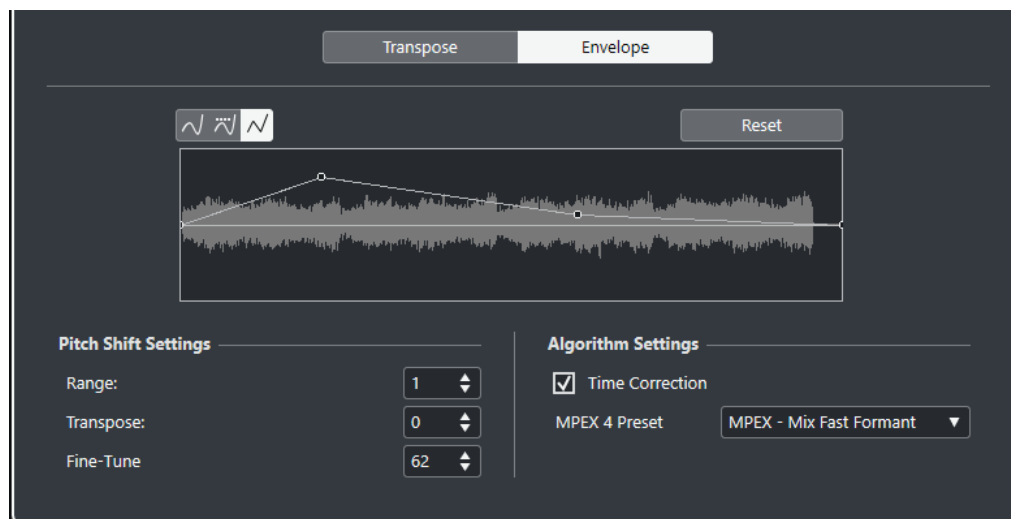 Transpose Envelope
Reset
Pitch Shift Settings
Range: 1
Transpose: 0
Fine-Tune 62
Algorithm Settings
Time Correction
MPEX 4 Preset MPEX - Mix Fast Formant